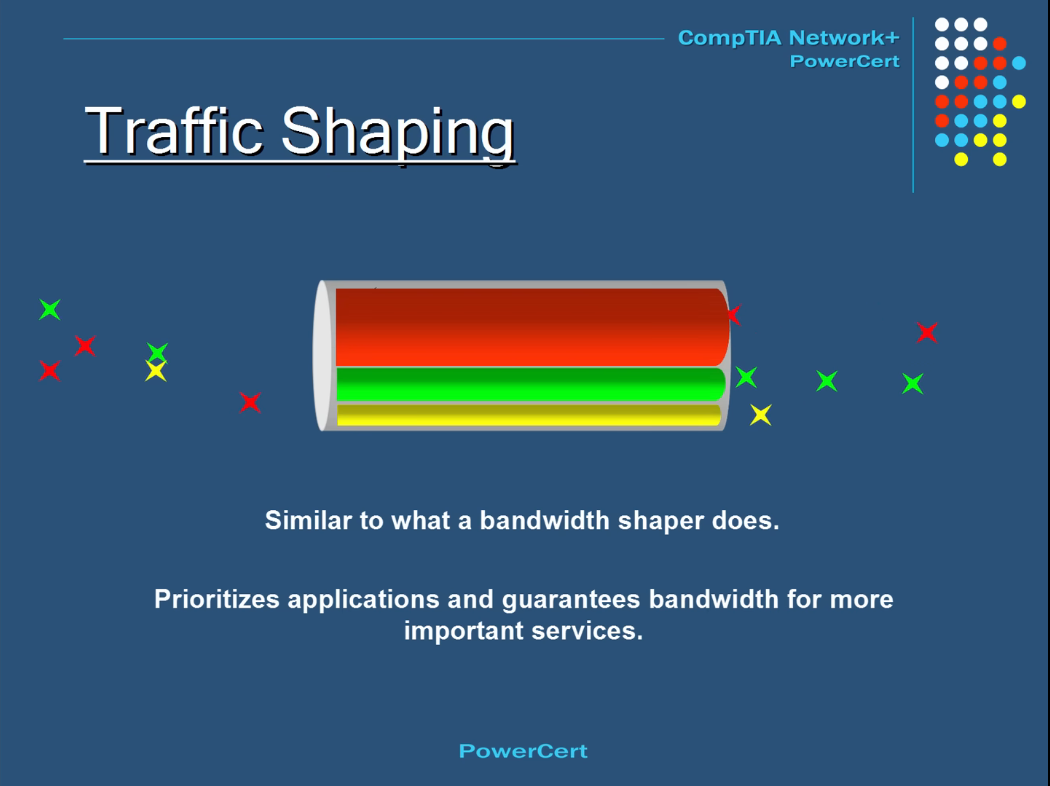 CompTIA Network+
PowerCert
Traffic Shaping
Similar to what a bandwidth shaper does.
Prioritizes applications and guarantees bandwidth for more
important services.
PowerCert